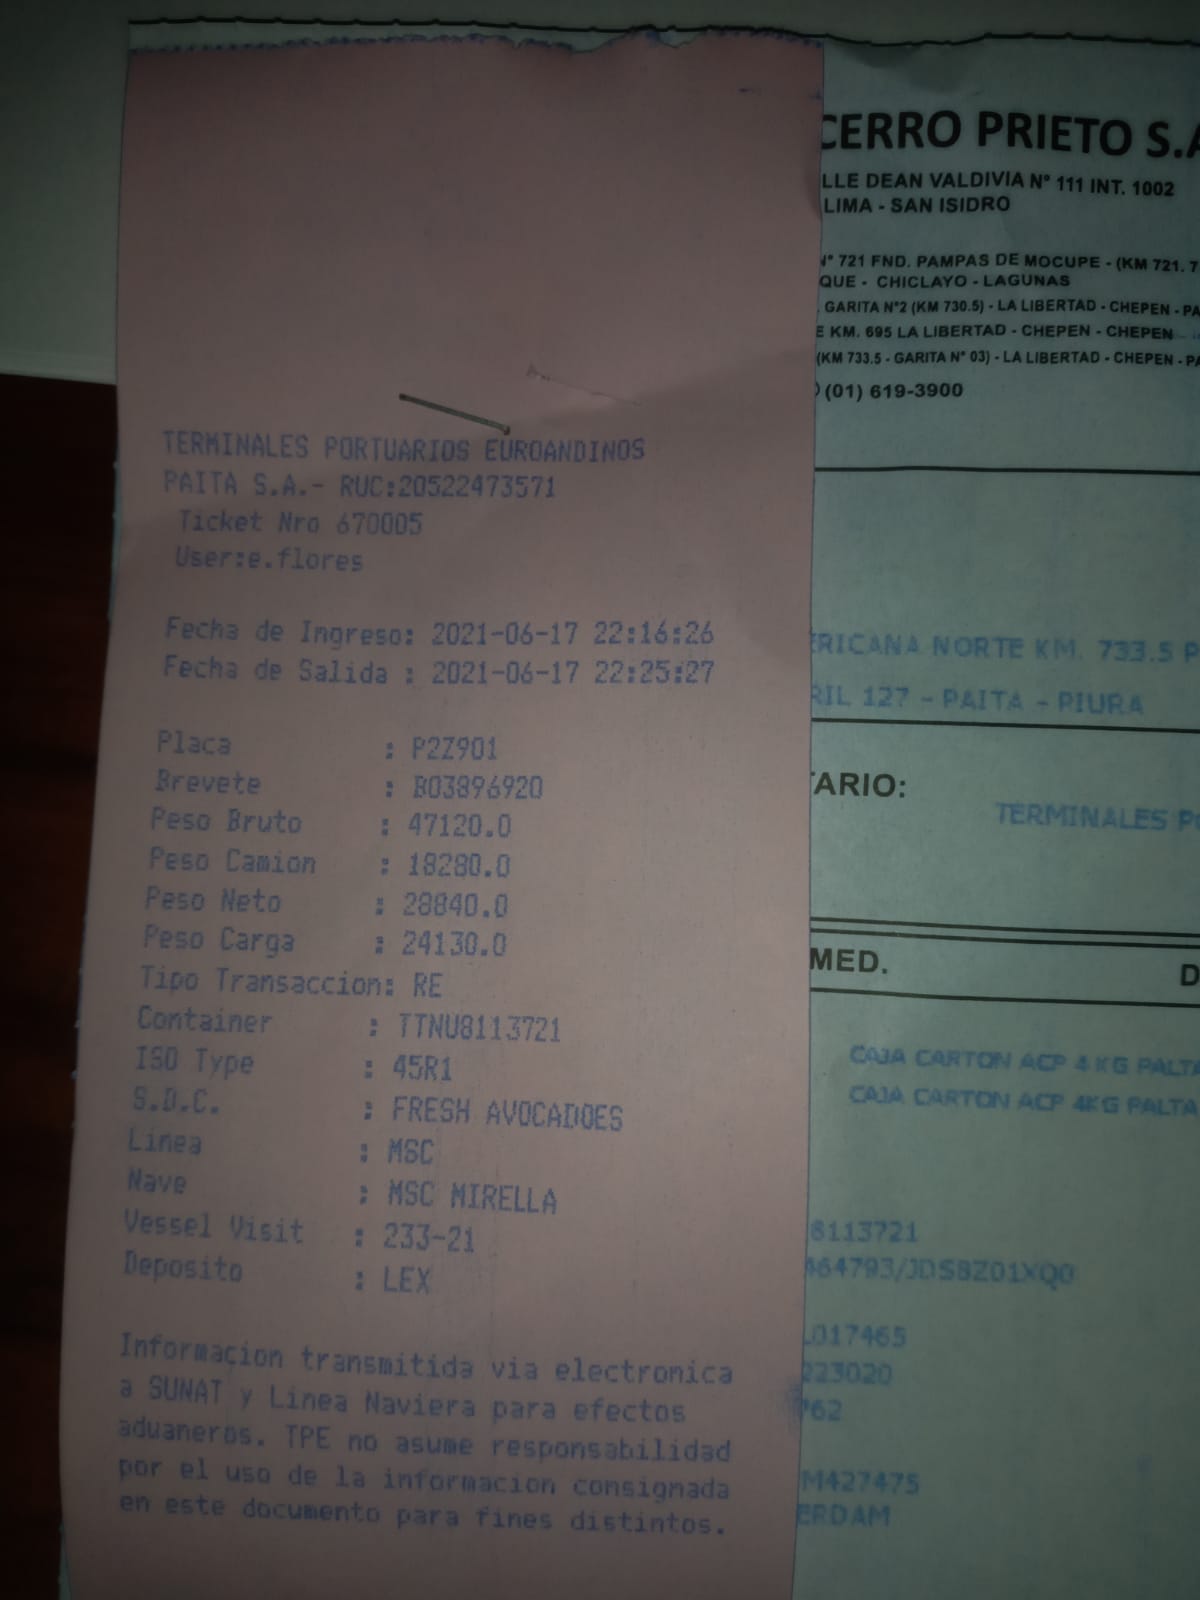 TERMINALES PORTUARIOS EUROANDINOS
PAITA S.A.- RUC:20522473571
Ticket Nro 670005
User:e.flores
Fecha de Ingreso: 2021-06-17 22:16:26
Fecha de Salida : 2021-06-17 22:25:27
Placa : P2Z901
Brevete : B03896920
Peso Bruto : 47120.0
Peso Camion : 18280.0
Peso Neto : 28840.0
Peso Carga : 24130.0
Tipo Transaccion: RE
Container : TTNU8113721
ISO Type : 45R1
S.D.C. : FRESH AVOCADOES
Linea : MSC
Nave : MSC MIRELLA
Vessel Visit : 233-21
Deposito : LEX
Informacion transmitida via electronica
a SUNAT y Linea Naviera para efectos
aduaneros. TPE no asume responsabilidad
por el uso de la informacion consignada
en este documento para fines distintos.
CERRO PRIETO S.A
LLE DEAN VALDIVIA N° 111 INT. 1002
LIMA - SAN ISIDRO
N° 721 FND. PAMPAS DE MOCUPE - (KM 721. 7
QUE - CHICLAYO - LAGUNAS
GARITA N°2 (KM 730.5) - LA LIBERTAD - CHEPEN - PA
E KM. 695 LA LIBERTAD - CHEPEN - CHEPEN
(KM 733.5 - GARITA N° 03) - LA LIBERTAD - CHEPEN - PA
(01) 619-3900
ERICANA NORTE KM. 733.5 P
RIL 127 - PAITA - PIURA
TARIO:
TERMINALES PO
MED. D
CAJA CARTON ACP 4 KG PALTA
CAJA CARTON ACP 4KG PALTA
8113721
464793/JDS8Z01XQ0
L017465
223020
762
M427475
ERDAM